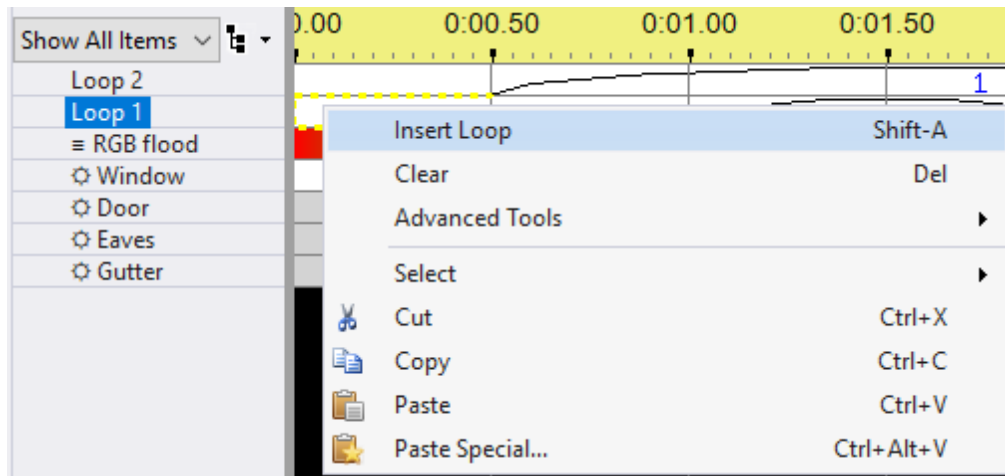 Show All Items
0.00 0:00.50 0:01.00 0:01.50
Loop 2
1
Loop 1
RGB flood
Window
Door
Eaves
Gutter
Insert Loop Shift-A
Clear Del
Advanced Tools
Select
Cut Ctrl+X
Copy Ctrl+C
Paste Ctrl+V
Paste Special... Ctrl+Alt+V